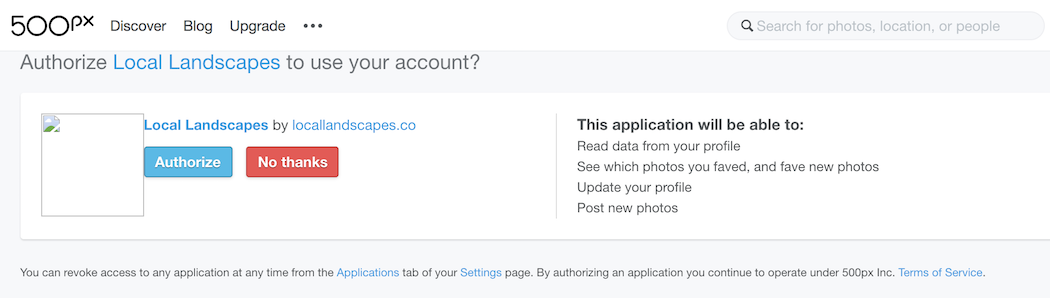 500px Discover Blog Upgrade Search for photos, location, or people
Authorize Local Landscapes to use your account?
Local Landscapes by locallandscapes.co
Authorize No thanks
This application will be able to:
Read data from your profile
See which photos you faved, and fave new photos
Update your profile
Post new photos
You can revoke access to any application at any time from the Applications tab of your Settings page. By authorizing an application you continue to operate under 500px Inc. Terms of Service.